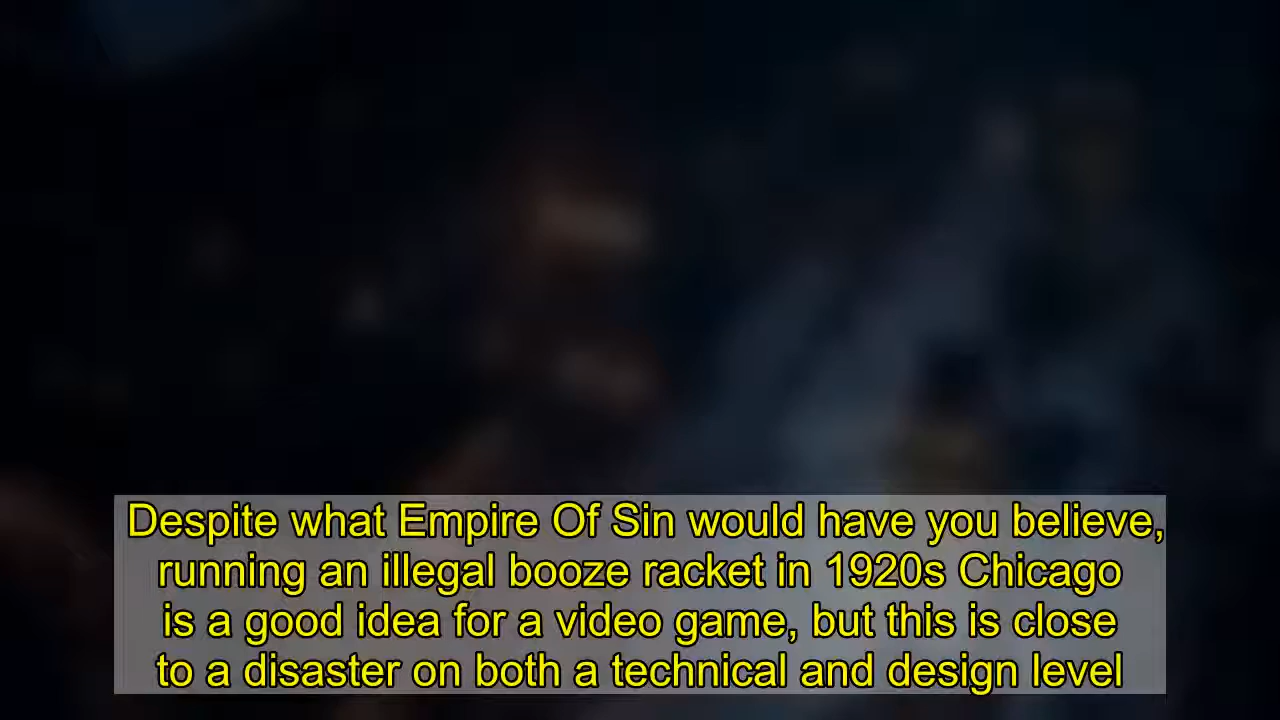 Despite what Empire Of Sin would have you believe,
running an illegal booze racket in 1920s Chicago
is a good idea for a video game, but this is close
to a disaster on both a technical and design level